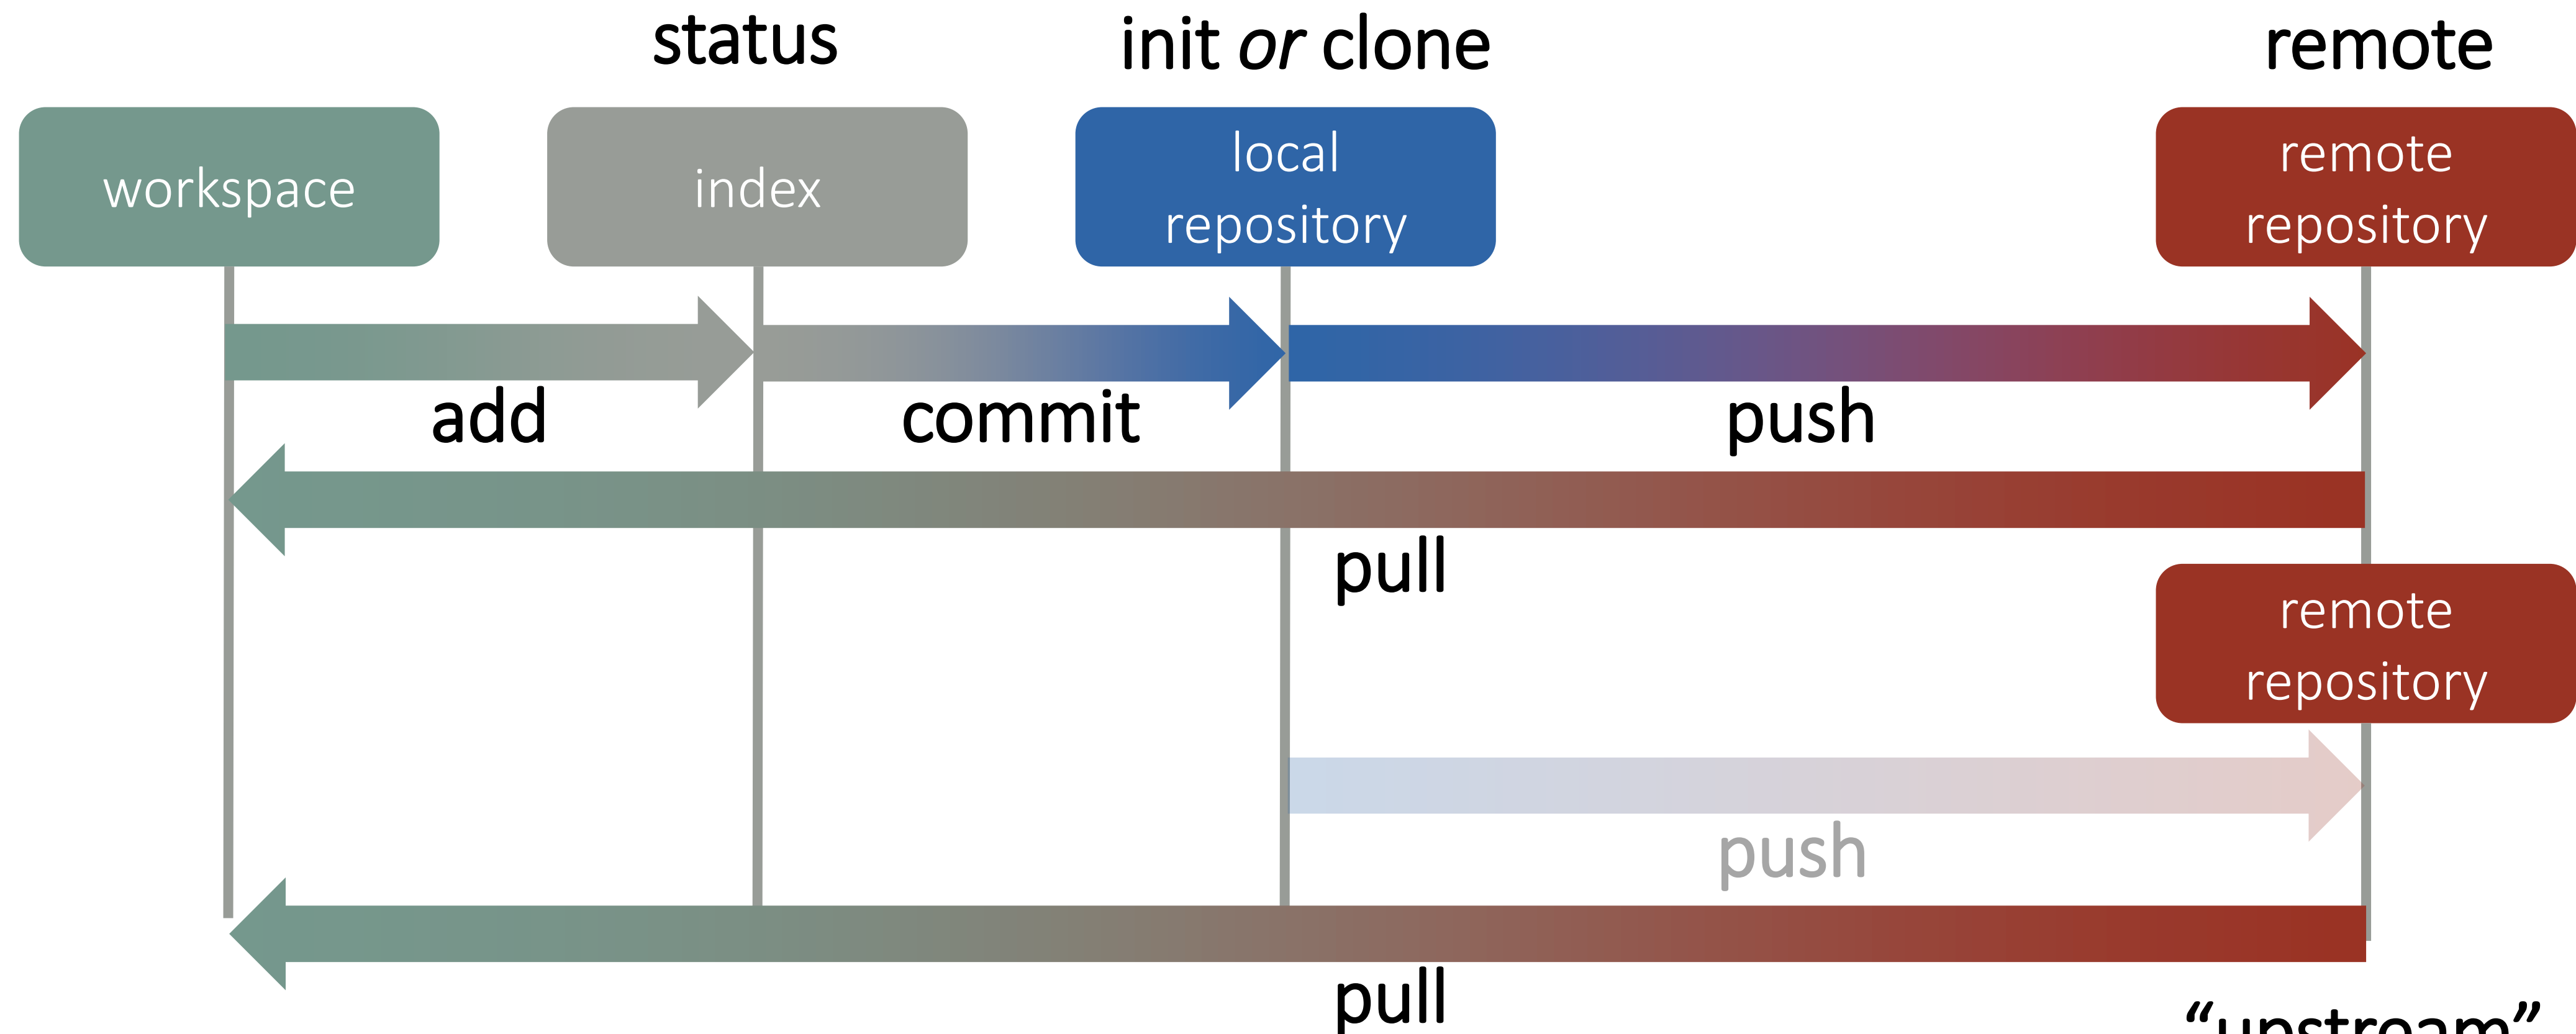 status
init or clone
remote
workspace
index
local
repository
remote
repository
add
commit
push
pull
remote
repository
push
pull
“upstream”